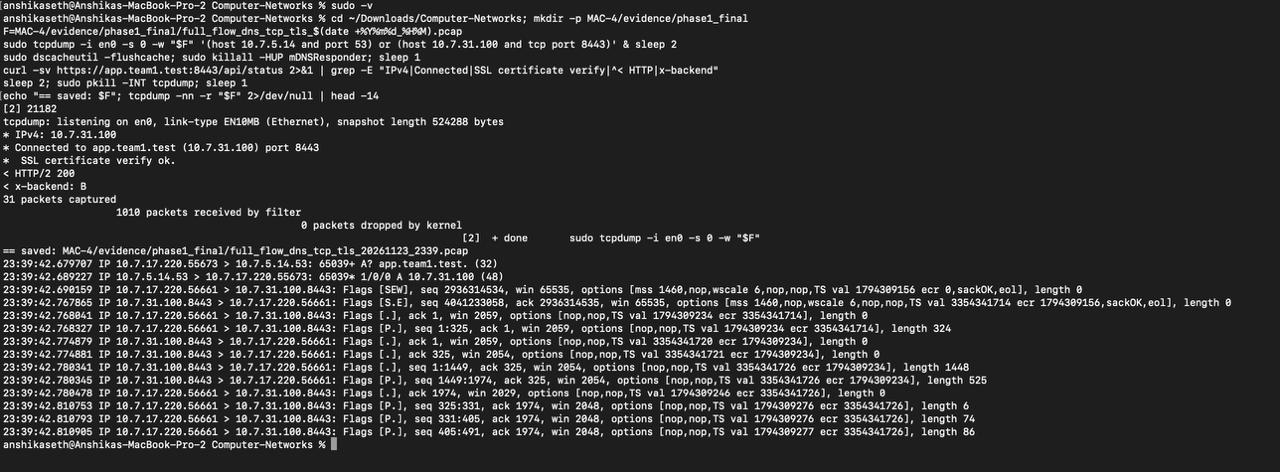 anshikaseth@Anshikas-MacBook-Pro-2 Computer-Networks % sudo -v
anshikaseth@Anshikas-MacBook-Pro-2 Computer-Networks % cd ~/Downloads/Computer-Networks; mkdir -p MAC-4/evidence/phase1_final
F=MAC-4/evidence/phase1_final/full_flow_dns_tcp_tls_$(date +%Y%m%d_%H%M).pcap
sudo tcpdump -i en0 -s 0 -w "$F" '(host 10.7.5.14 and port 53) or (host 10.7.31.100 and tcp port 8443)' & sleep 2
sudo dscacheutil -flushcache; sudo killall -HUP mDNSResponder; sleep 1
curl -sv https://app.team1.test:8443/api/status 2>&1 | grep -E "IPv4|Connected|SSL certificate verify|^< HTTP|x-backend"
sleep 2; sudo pkill -INT tcpdump; sleep 1
echo "== saved: $F"; tcpdump -nn -r "$F" 2>/dev/null | head -14
[2] 21182
tcpdump: listening on en0, link-type EN10MB (Ethernet), snapshot length 524288 bytes
* IPv4: 10.7.31.100
* Connected to app.team1.test (10.7.31.100) port 8443
*  SSL certificate verify ok.
< HTTP/2 200
< x-backend: B
31 packets captured
1010 packets received by filter
0 packets dropped by kernel
[2]  + done       sudo tcpdump -i en0 -s 0 -w "$F"
== saved: MAC-4/evidence/phase1_final/full_flow_dns_tcp_tls_20261123_2339.pcap
23:39:42.679707 IP 10.7.17.220.55673 > 10.7.5.14.53: 65039+ A? app.team1.test. (32)
23:39:42.689227 IP 10.7.5.14.53 > 10.7.17.220.55673: 65039* 1/0/0 A 10.7.31.100 (48)
23:39:42.690159 IP 10.7.17.220.56661 > 10.7.31.100.8443: Flags [SEW], seq 2936134534, win 65535, options [mss 1460,nop,wscale 6,nop,nop,TS val 1794309156 ecr 0,sackOK,eol], length 0
23:39:42.767865 IP 10.7.31.100.8443 > 10.7.17.220.56661: Flags [S.E], seq 4041233058, ack 2936134535, win 65535, options [mss 1460,nop,wscale 6,nop,nop,TS val 3354341714 ecr 1794309156,sackOK,eol], length 0
23:39:42.768041 IP 10.7.17.220.56661 > 10.7.31.100.8443: Flags [.], ack 1, win 2059, options [nop,nop,TS val 1794309234 ecr 3354341714], length 0
23:39:42.768327 IP 10.7.17.220.56661 > 10.7.31.100.8443: Flags [P.], seq 1:325, ack 1, win 2059, options [nop,nop,TS val 1794309234 ecr 3354341714], length 324
23:39:42.774879 IP 10.7.31.100.8443 > 10.7.17.220.56661: Flags [.], ack 1, win 2059, options [nop,nop,TS val 3354341720 ecr 1794309234], length 0
23:39:42.774881 IP 10.7.31.100.8443 > 10.7.17.220.56661: Flags [.], ack 325, win 2054, options [nop,nop,TS val 3354341721 ecr 1794309234], length 0
23:39:42.780341 IP 10.7.31.100.8443 > 10.7.17.220.56661: Flags [.], seq 1:1449, ack 325, win 2054, options [nop,nop,TS val 3354341726 ecr 1794309234], length 1448
23:39:42.780345 IP 10.7.31.100.8443 > 10.7.17.220.56661: Flags [P.], seq 1449:1974, ack 325, win 2054, options [nop,nop,TS val 3354341726 ecr 1794309234], length 525
23:39:42.780478 IP 10.7.17.220.56661 > 10.7.31.100.8443: Flags [.], ack 1974, win 2029, options [nop,nop,TS val 1794309246 ecr 3354341726], length 0
23:39:42.810753 IP 10.7.17.220.56661 > 10.7.31.100.8443: Flags [P.], seq 325:331, ack 1974, win 2048, options [nop,nop,TS val 1794309276 ecr 3354341726], length 6
23:39:42.810793 IP 10.7.17.220.56661 > 10.7.31.100.8443: Flags [P.], seq 331:405, ack 1974, win 2048, options [nop,nop,TS val 1794309276 ecr 3354341726], length 74
23:39:42.810905 IP 10.7.17.220.56661 > 10.7.31.100.8443: Flags [P.], seq 405:491, ack 1974, win 2048, options [nop,nop,TS val 1794309277 ecr 3354341726], length 86
anshikaseth@Anshikas-MacBook-Pro-2 Computer-Networks %